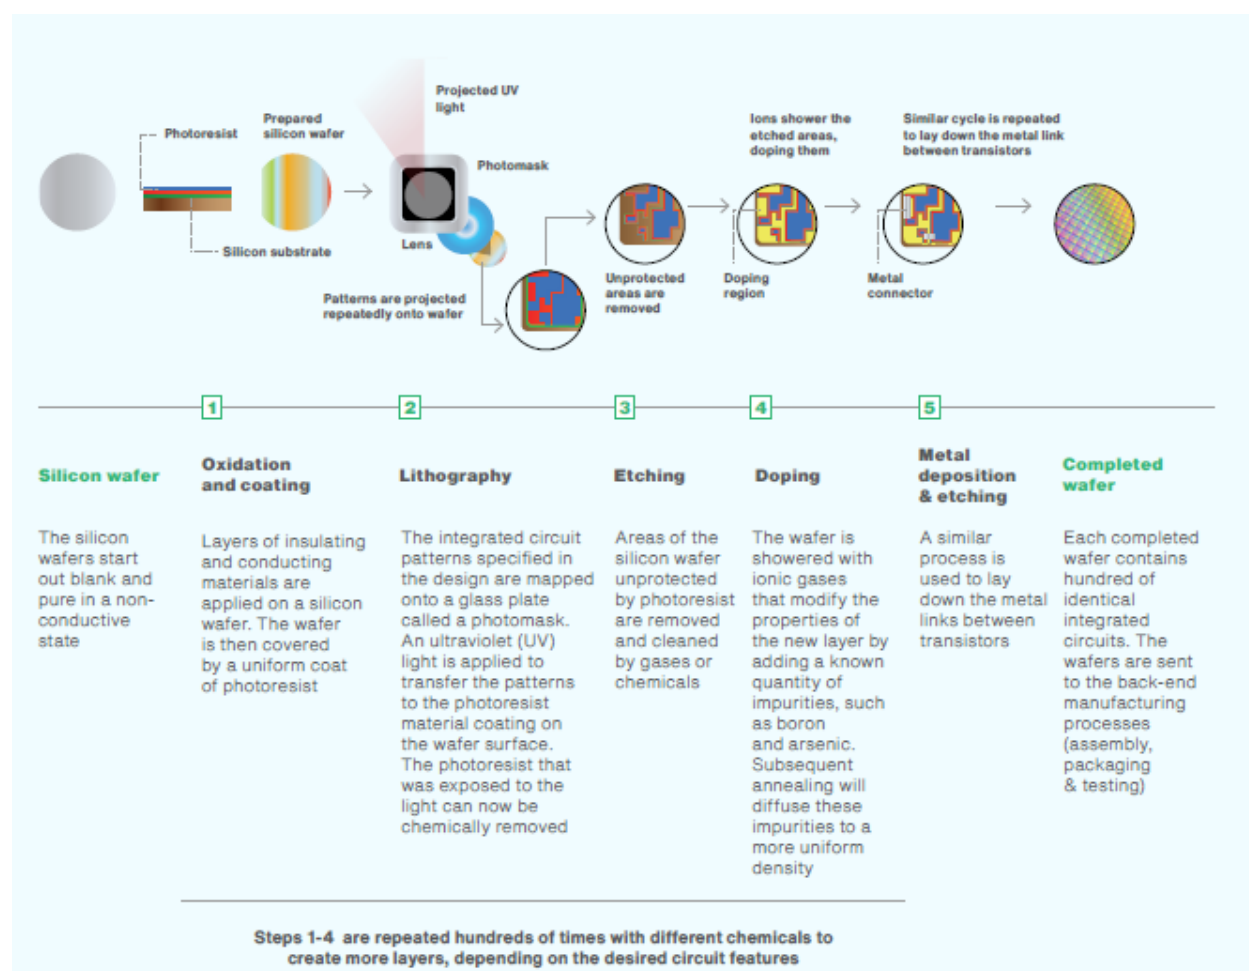 Projected UV
light
Prepared
silicon wafer
Photoresist
Ions shower the
etched areas,
doping them
Similar cycle is repeated
to lay down the metal link
between transistors
Photomask
Lens
Silicon substrate
Patterns are projected
repeatedly onto wafer
Unprotected
areas are
removed
Doping
region
Metal
connector
1
2
3
4
5
Silicon wafer
The silicon
wafers start
out blank and
pure in a non-
conductive
state
Oxidation
and coating
Layers of insulating
and conducting
materials are
applied on a silicon
wafer. The wafer
is then covered
by a uniform coat
of photoresist
Lithography
The integrated circuit
patterns specified in
the design are mapped
onto a glass plate
called a photomask.
An ultraviolet (UV)
light is applied to
transfer the patterns
to the photoresist
material coating on
the wafer surface.
The photoresist that
was exposed to the
light can now be
chemically removed
Etching
Areas of the
silicon wafer
unprotected
by photoresist
are removed
and cleaned
by gases or
chemicals
Doping
The wafer is
showered with
ionic gases
that modify the
properties of
the new layer by
adding a known
quantity of
impurities, such
as boron
and arsenic.
Subsequent
annealing will
diffuse these
impurities to a
more uniform
density
Metal
deposition
& etching
A similar
process is
used to lay
down the metal
links between
transistors
Completed
wafer
Each completed
wafer contains
hundred of
identical
integrated
circuits. The
wafers are sent
to the back-end
manufacturing
processes
(assembly,
packaging
& testing)
Steps 1-4 are repeated hundreds of times with different chemicals to
create more layers, depending on the desired circuit features